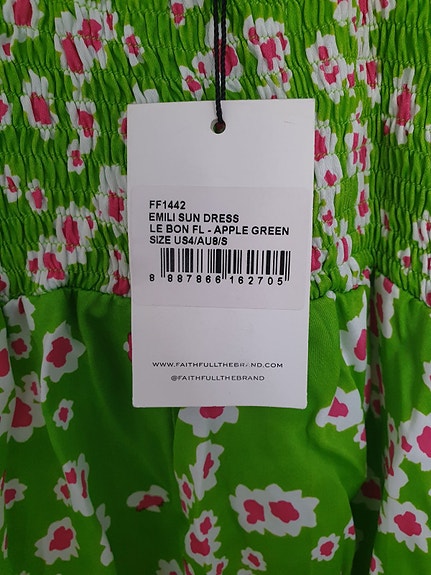 FF1442
EMILI SUN DRESS
LE BON FL - APPLE GREEN
SIZE US4/AU8/S
8 887866 162705
WWW.FAITHFULLTHEBRAND.COM
@FAITHFULLTHEBRAND